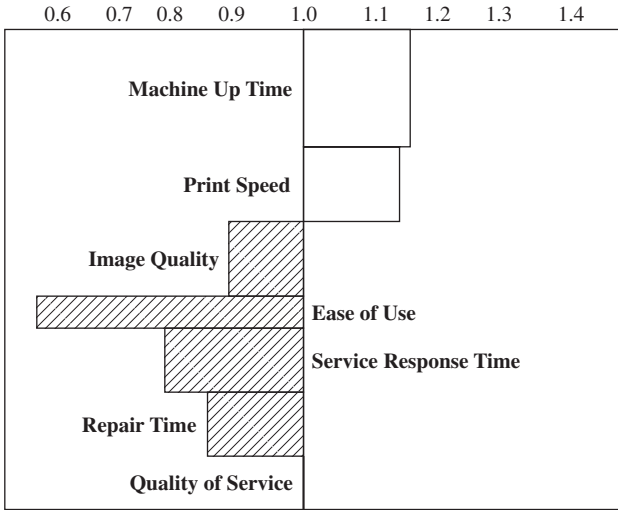 0.6 0.7 0.8 0.9 1.0 1.1 1.2 1.3 1.4
Machine Up Time
Print Speed
Image Quality
Ease of Use
Service Response Time
Repair Time
Quality of Service